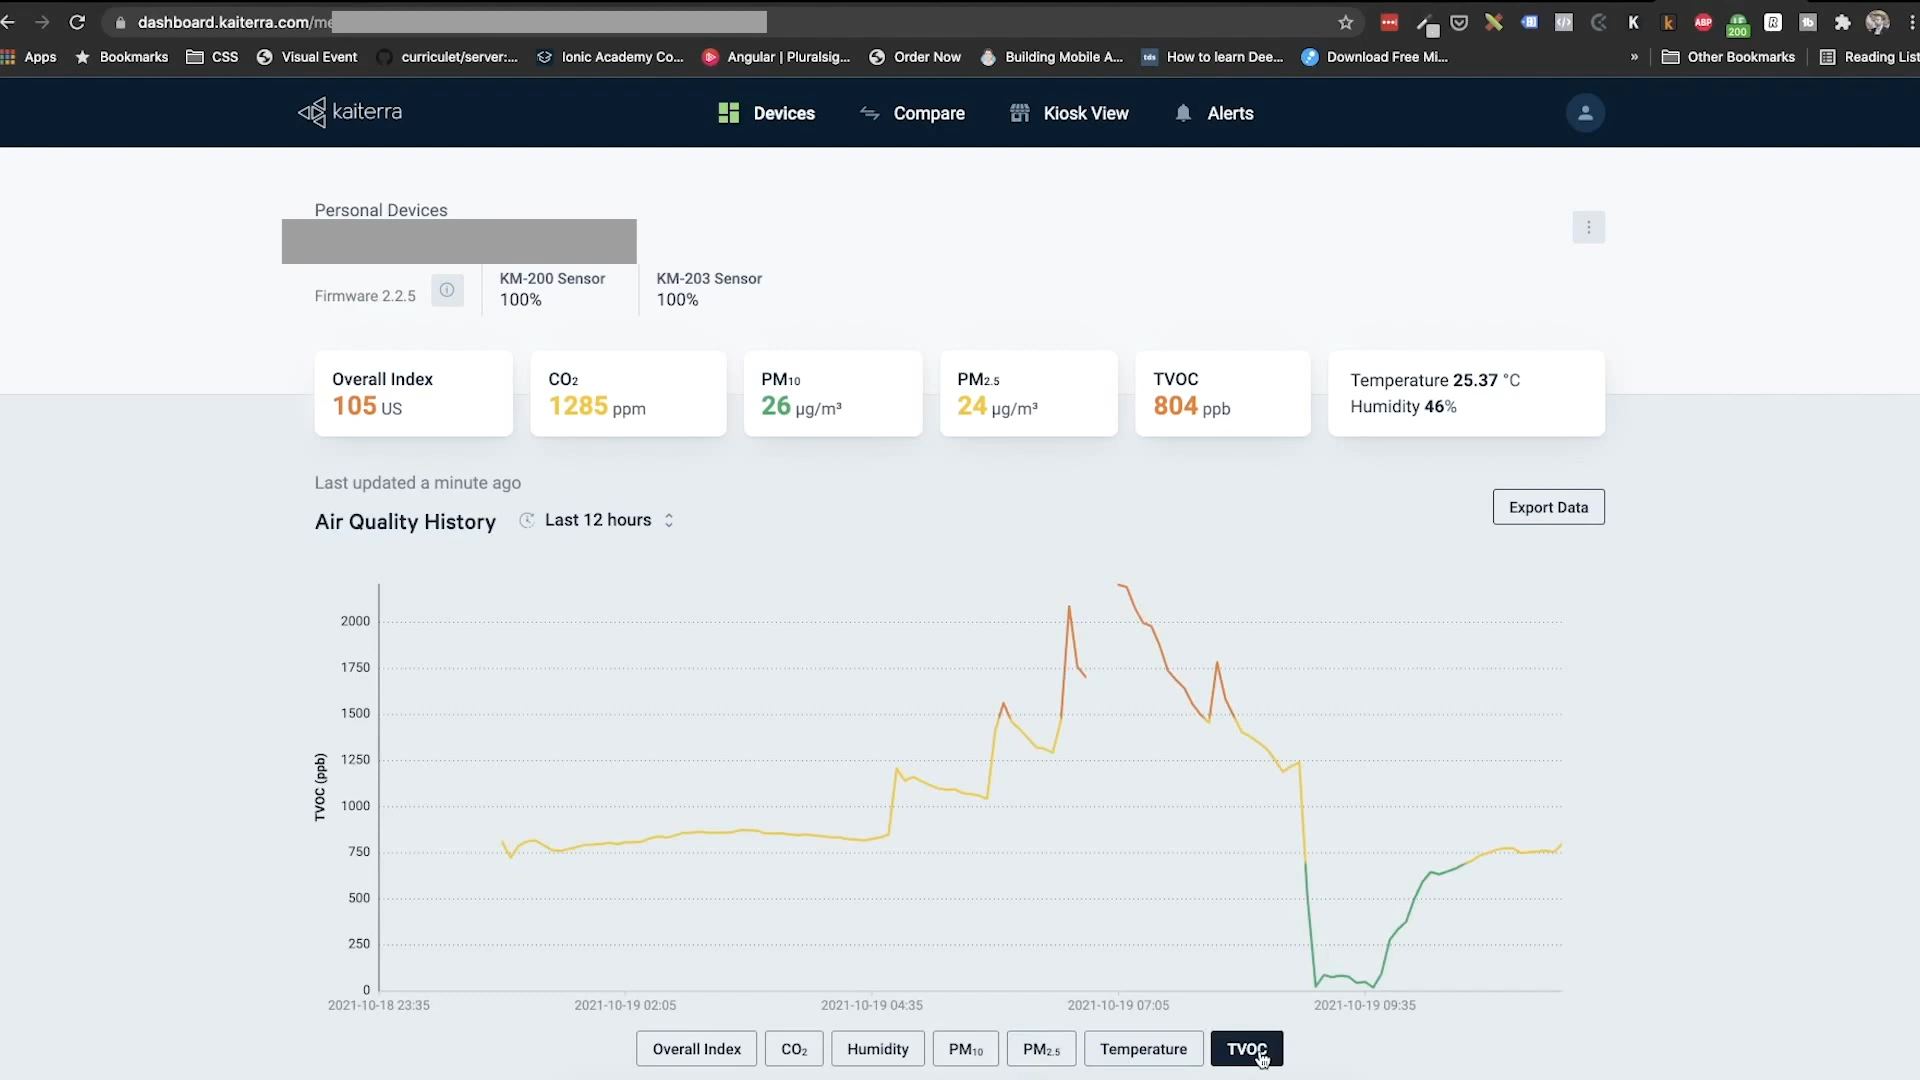 dashboard.kaiterra.com/me
ABP
200
Apps Bookmarks CSS Visual Event curriculet/server:... Ionic Academy Co... Angular | Pluralsig... Order Now Building Mobile A... tds How to learn Dee... Download Free Mi... » Other Bookmarks Reading List
kaiterra Devices Compare Kiosk View Alerts
Personal Devices
Firmware 2.2.5
KM-200 Sensor
100%
KM-203 Sensor
100%
Overall Index
105 US
CO₂
1285 ppm
PM₁₀
26 µg/m³
PM₂.₅
24 µg/m³
TVOC
804 ppb
Temperature 25.37 °C
Humidity 46%
Last updated a minute ago
Air Quality History Last 12 hours
Export Data
TVOC (ppb)
2000
1750
1500
1250
1000
750
500
250
0
2021-10-18 23:35 2021-10-19 02:05 2021-10-19 04:35 2021-10-19 07:05 2021-10-19 09:35
Overall Index CO₂ Humidity PM₁₀ PM₂.₅ Temperature TVOC